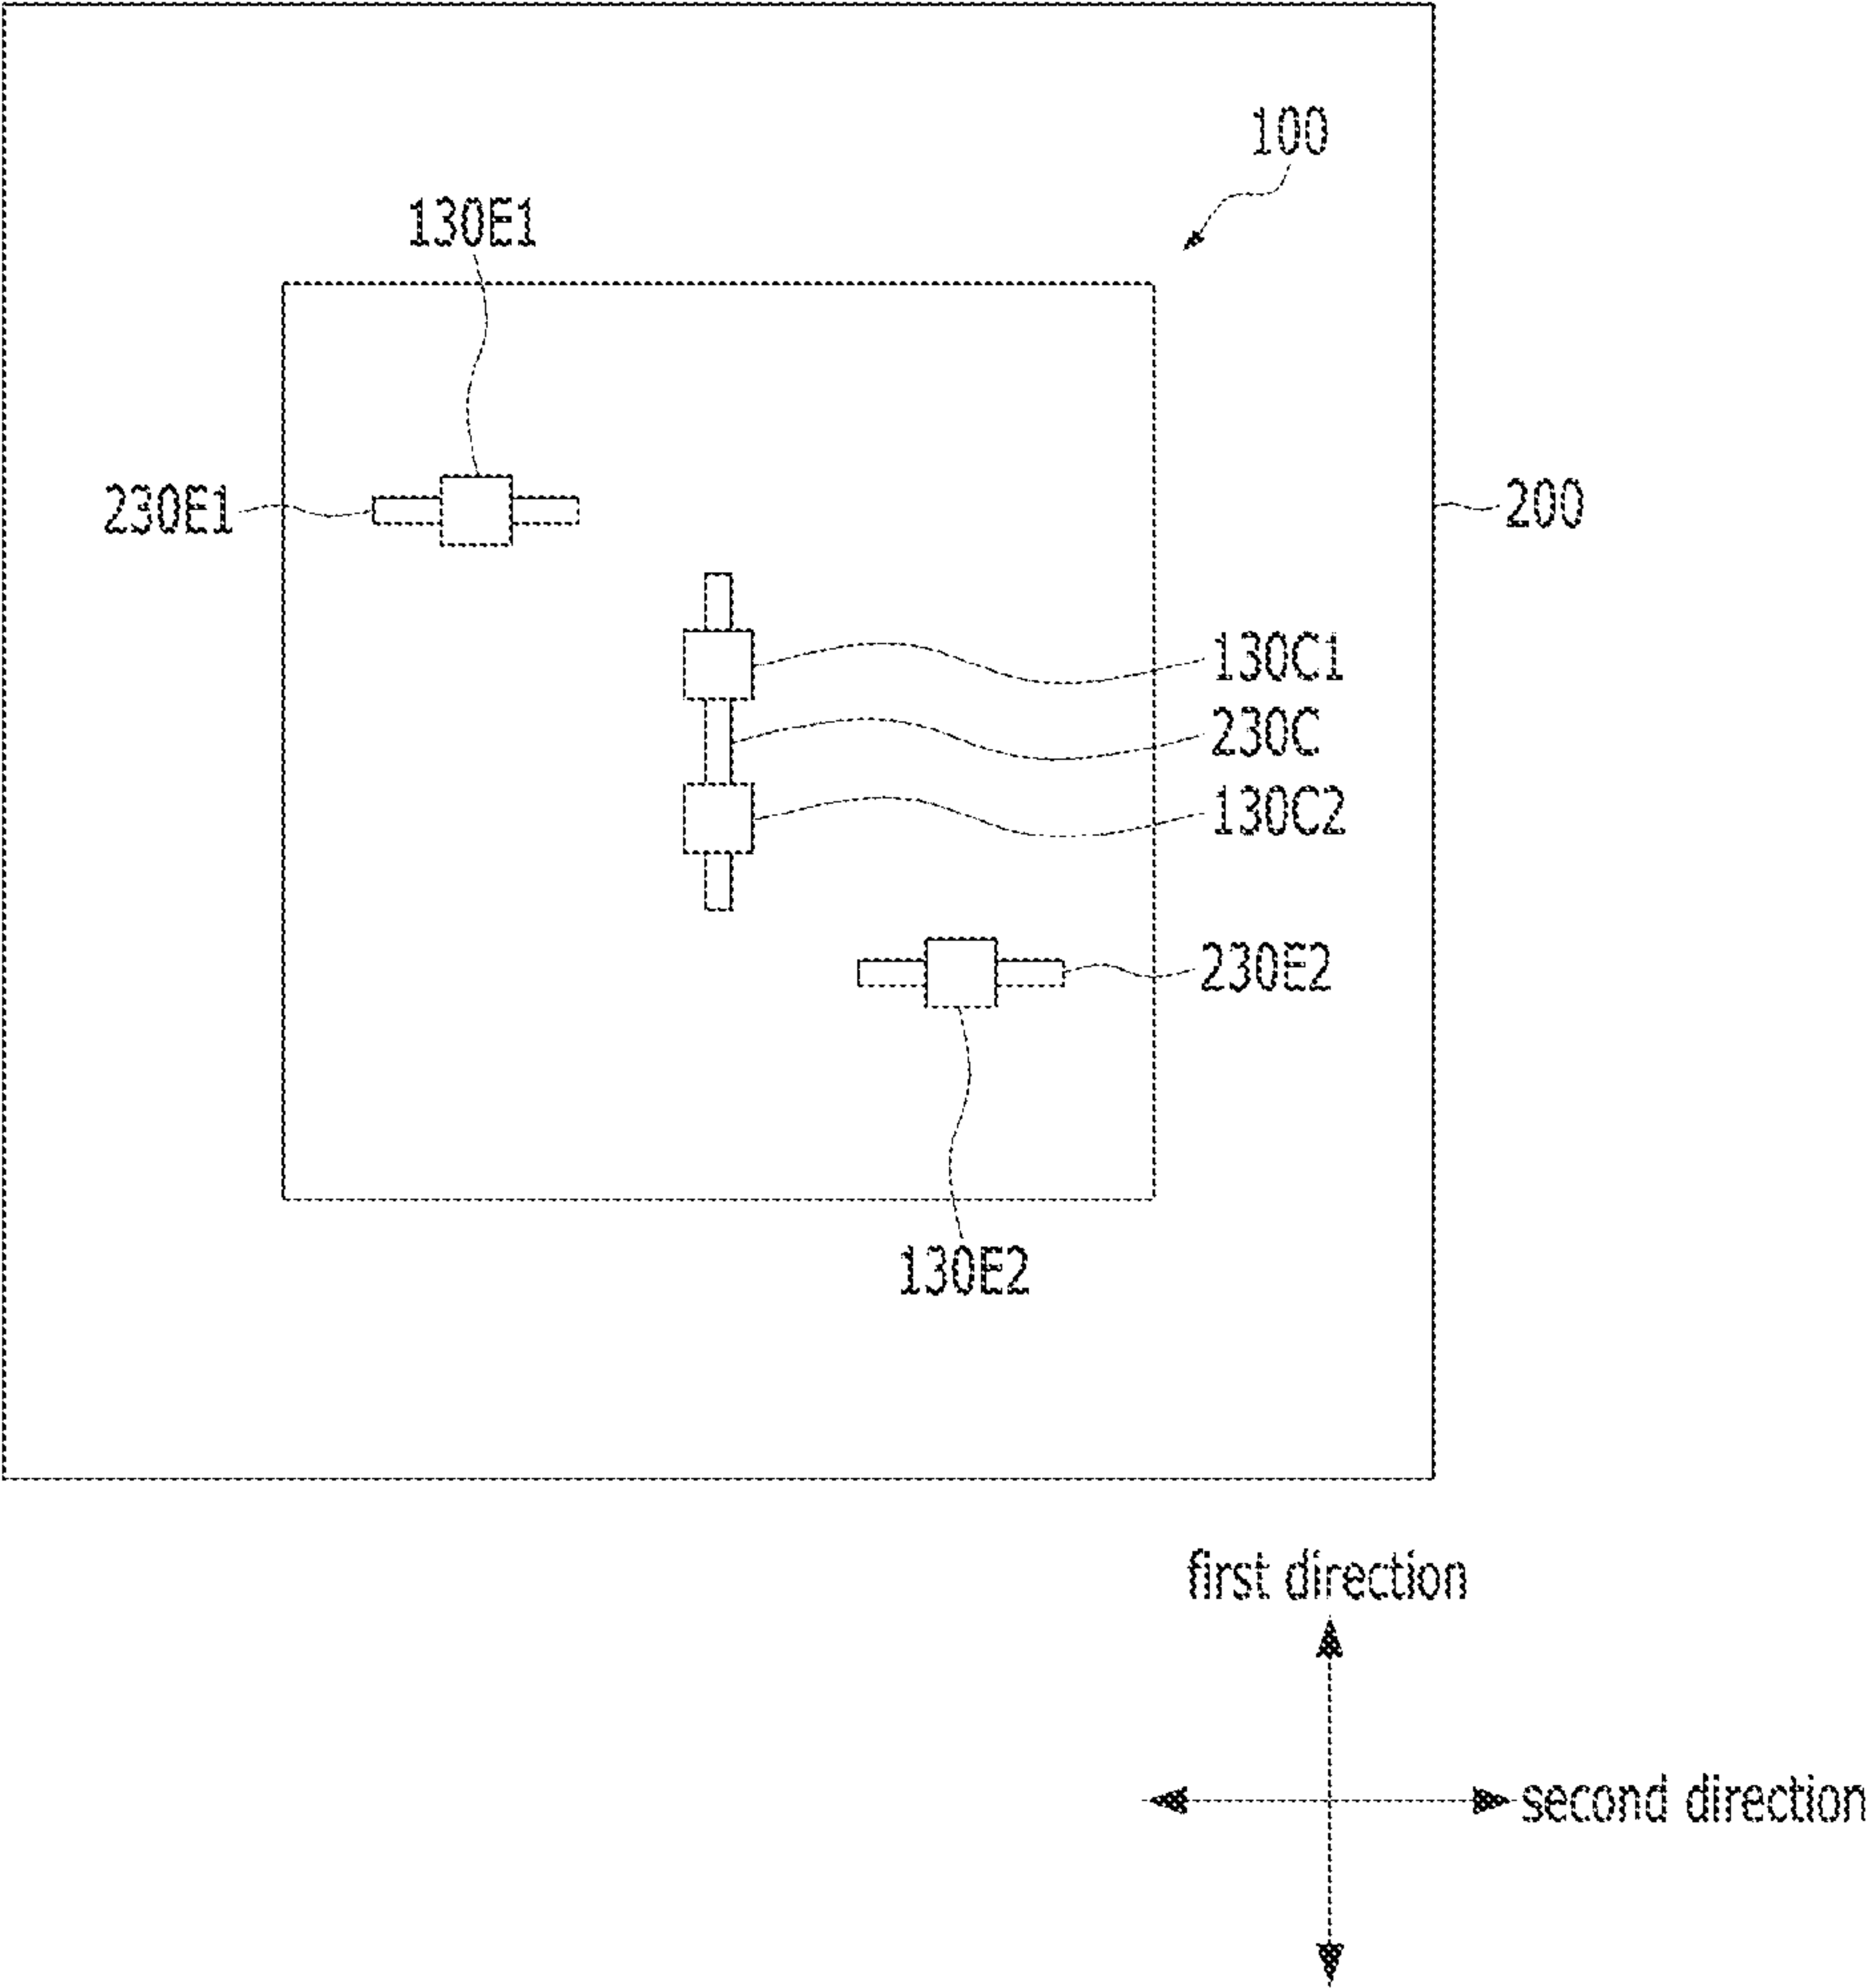 100
130E1
230E1
200
130C1
230C
130C2
230E2
130E2
first direction
second direction